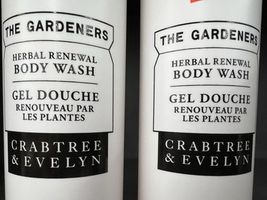 THE GARDENERS
HERBAL RENEWAL
BODY WASH
GEL DOUCHE
RENOUVEAU PAR
LES PLANTES
CRABTREE
& EVELYN
THE GARDENERS
HERBAL RENEWAL
BODY WASH
GEL DOUCHE
RENOUVEAU PAR
LES PLANTES
CRABTREE
& EVELYN